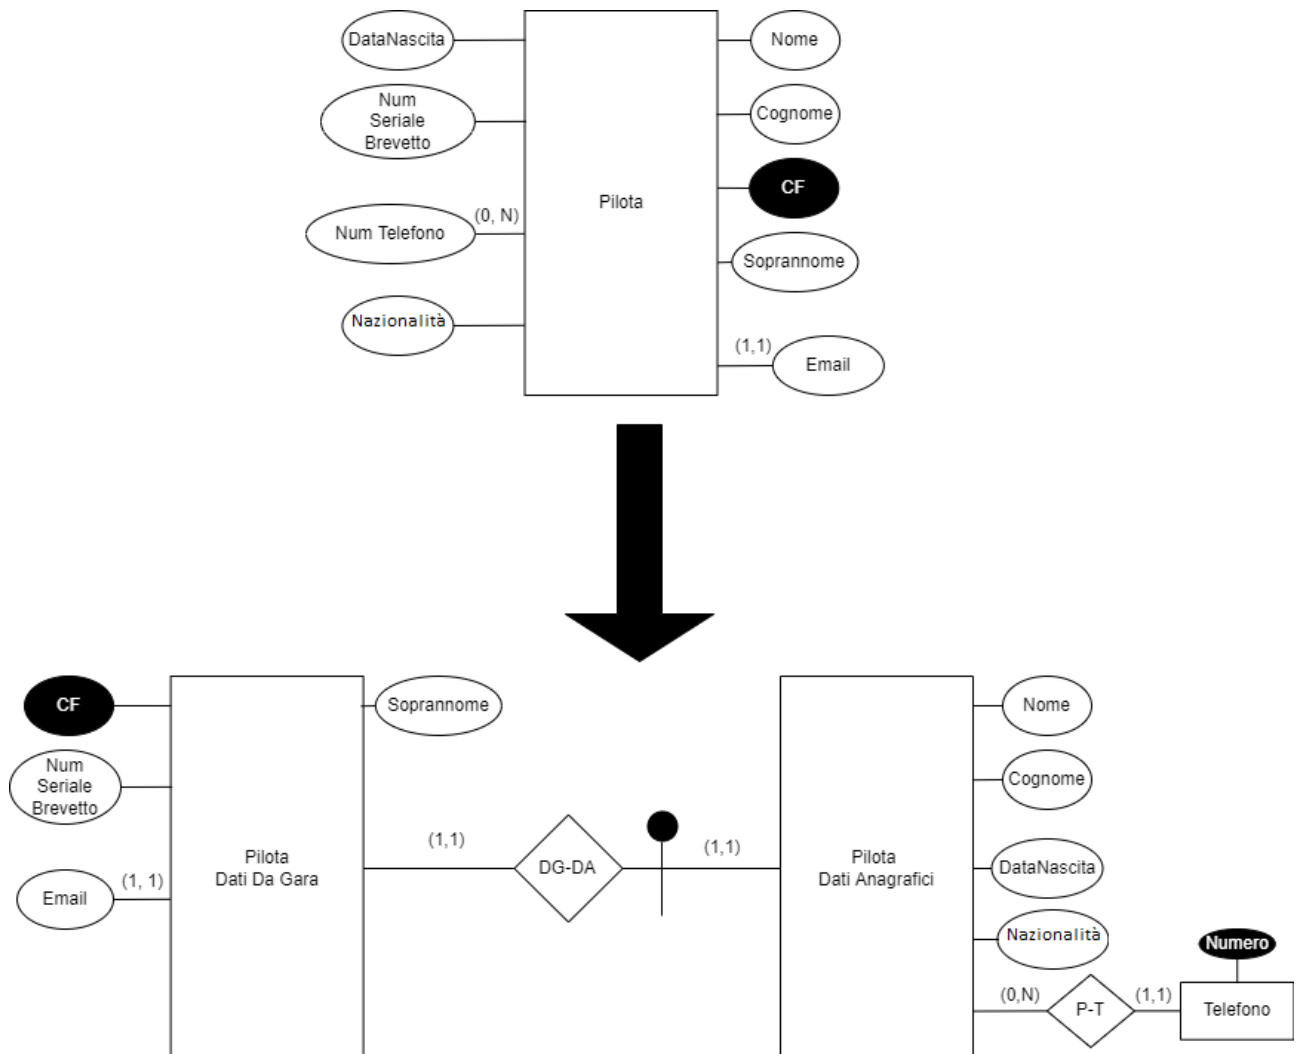 DataNascita
Nome
Num
Seriale
Brevetto
Cognome
CF
Pilota
(0, N)
Num Telefono
Soprannome
Nazionalità
(1,1)
Email
CF
Soprannome
Nome
Num
Seriale
Brevetto
Cognome
(1,1)
(1,1)
Pilota
Dati Da Gara
DG-DA
Pilota
Dati Anagrafici
DataNascita
(1, 1)
Email
Nazionalità
Numero
(0,N)
P-T
(1,1)
Telefono